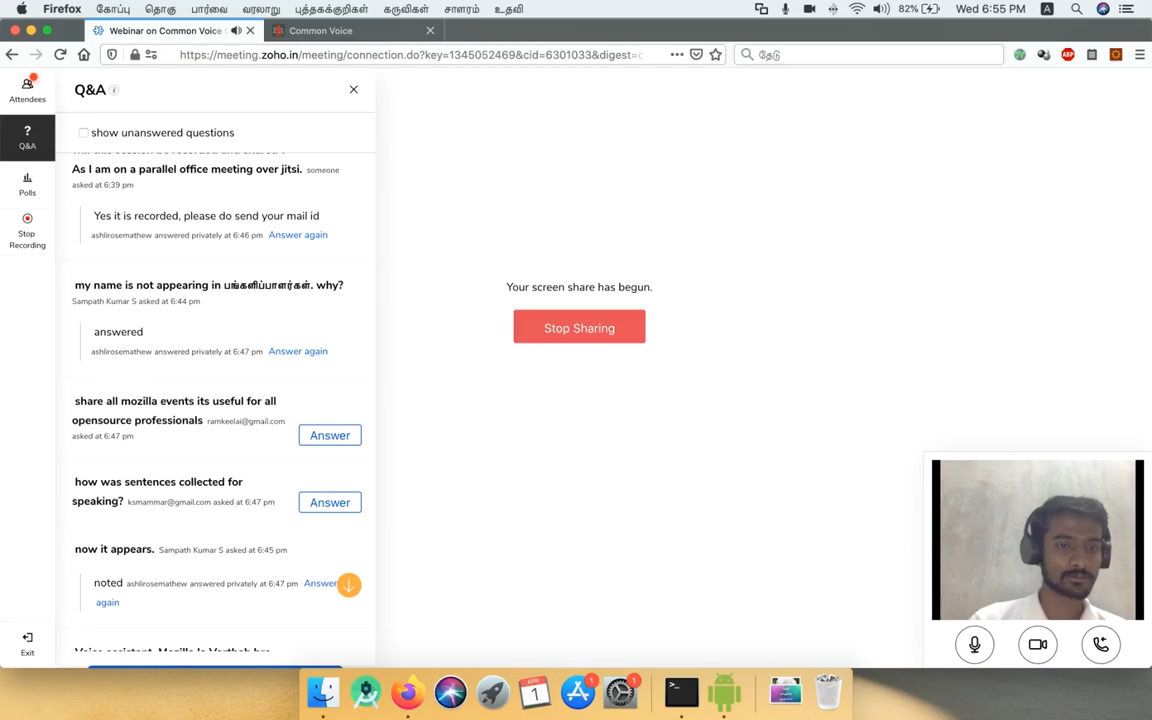 Firefox கோப்பு தொகு பார்வை வரலாறு புத்தகக்குறிகள் கருவிகள் சாளரம் உதவி 82% Wed 6:55 PM A
Webinar on Common Voice
Common Voice
https://meeting.zoho.in/meeting/connection.do?key=1345052469&cid=6301033&digest=c
தேடு
ABP
Attendees
?
Q&A
Polls
Stop
Recording
Exit
Q&A i
show unanswered questions
As I am on a parallel office meeting over jitsi. someone
asked at 6:39 pm
Yes it is recorded, please do send your mail id
ashlirosemathew answered privately at 6:46 pm Answer again
my name is not appearing in பங்களிப்பாளர்கள். why?
Sampath Kumar S asked at 6:44 pm
answered
ashlirosemathew answered privately at 6:47 pm Answer again
share all mozilla events its useful for all
opensource professionals ramkeelai@gmail.com
asked at 6:47 pm
Answer
how was sentences collected for
speaking? ksmammar@gmail.com asked at 6:47 pm
Answer
now it appears. Sampath Kumar S asked at 6:45 pm
noted ashlirosemathew answered privately at 6:47 pm Answer
again
Your screen share has begun.
Stop Sharing
APR
1
1
1